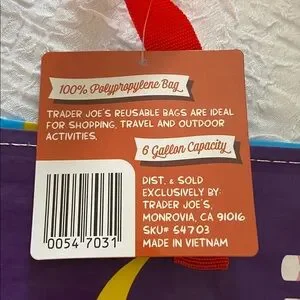 100% Polypropylene Bag
TRADER JOE'S REUSABLE BAGS ARE IDEAL
FOR SHOPPING, TRAVEL AND OUTDOOR
ACTIVITIES.
6 Gallon Capacity
DIST. & SOLD
EXCLUSIVELY BY:
TRADER JOE'S,
MONROVIA, CA 91016
SKU# 54703
MADE IN VIETNAM
0054 7031